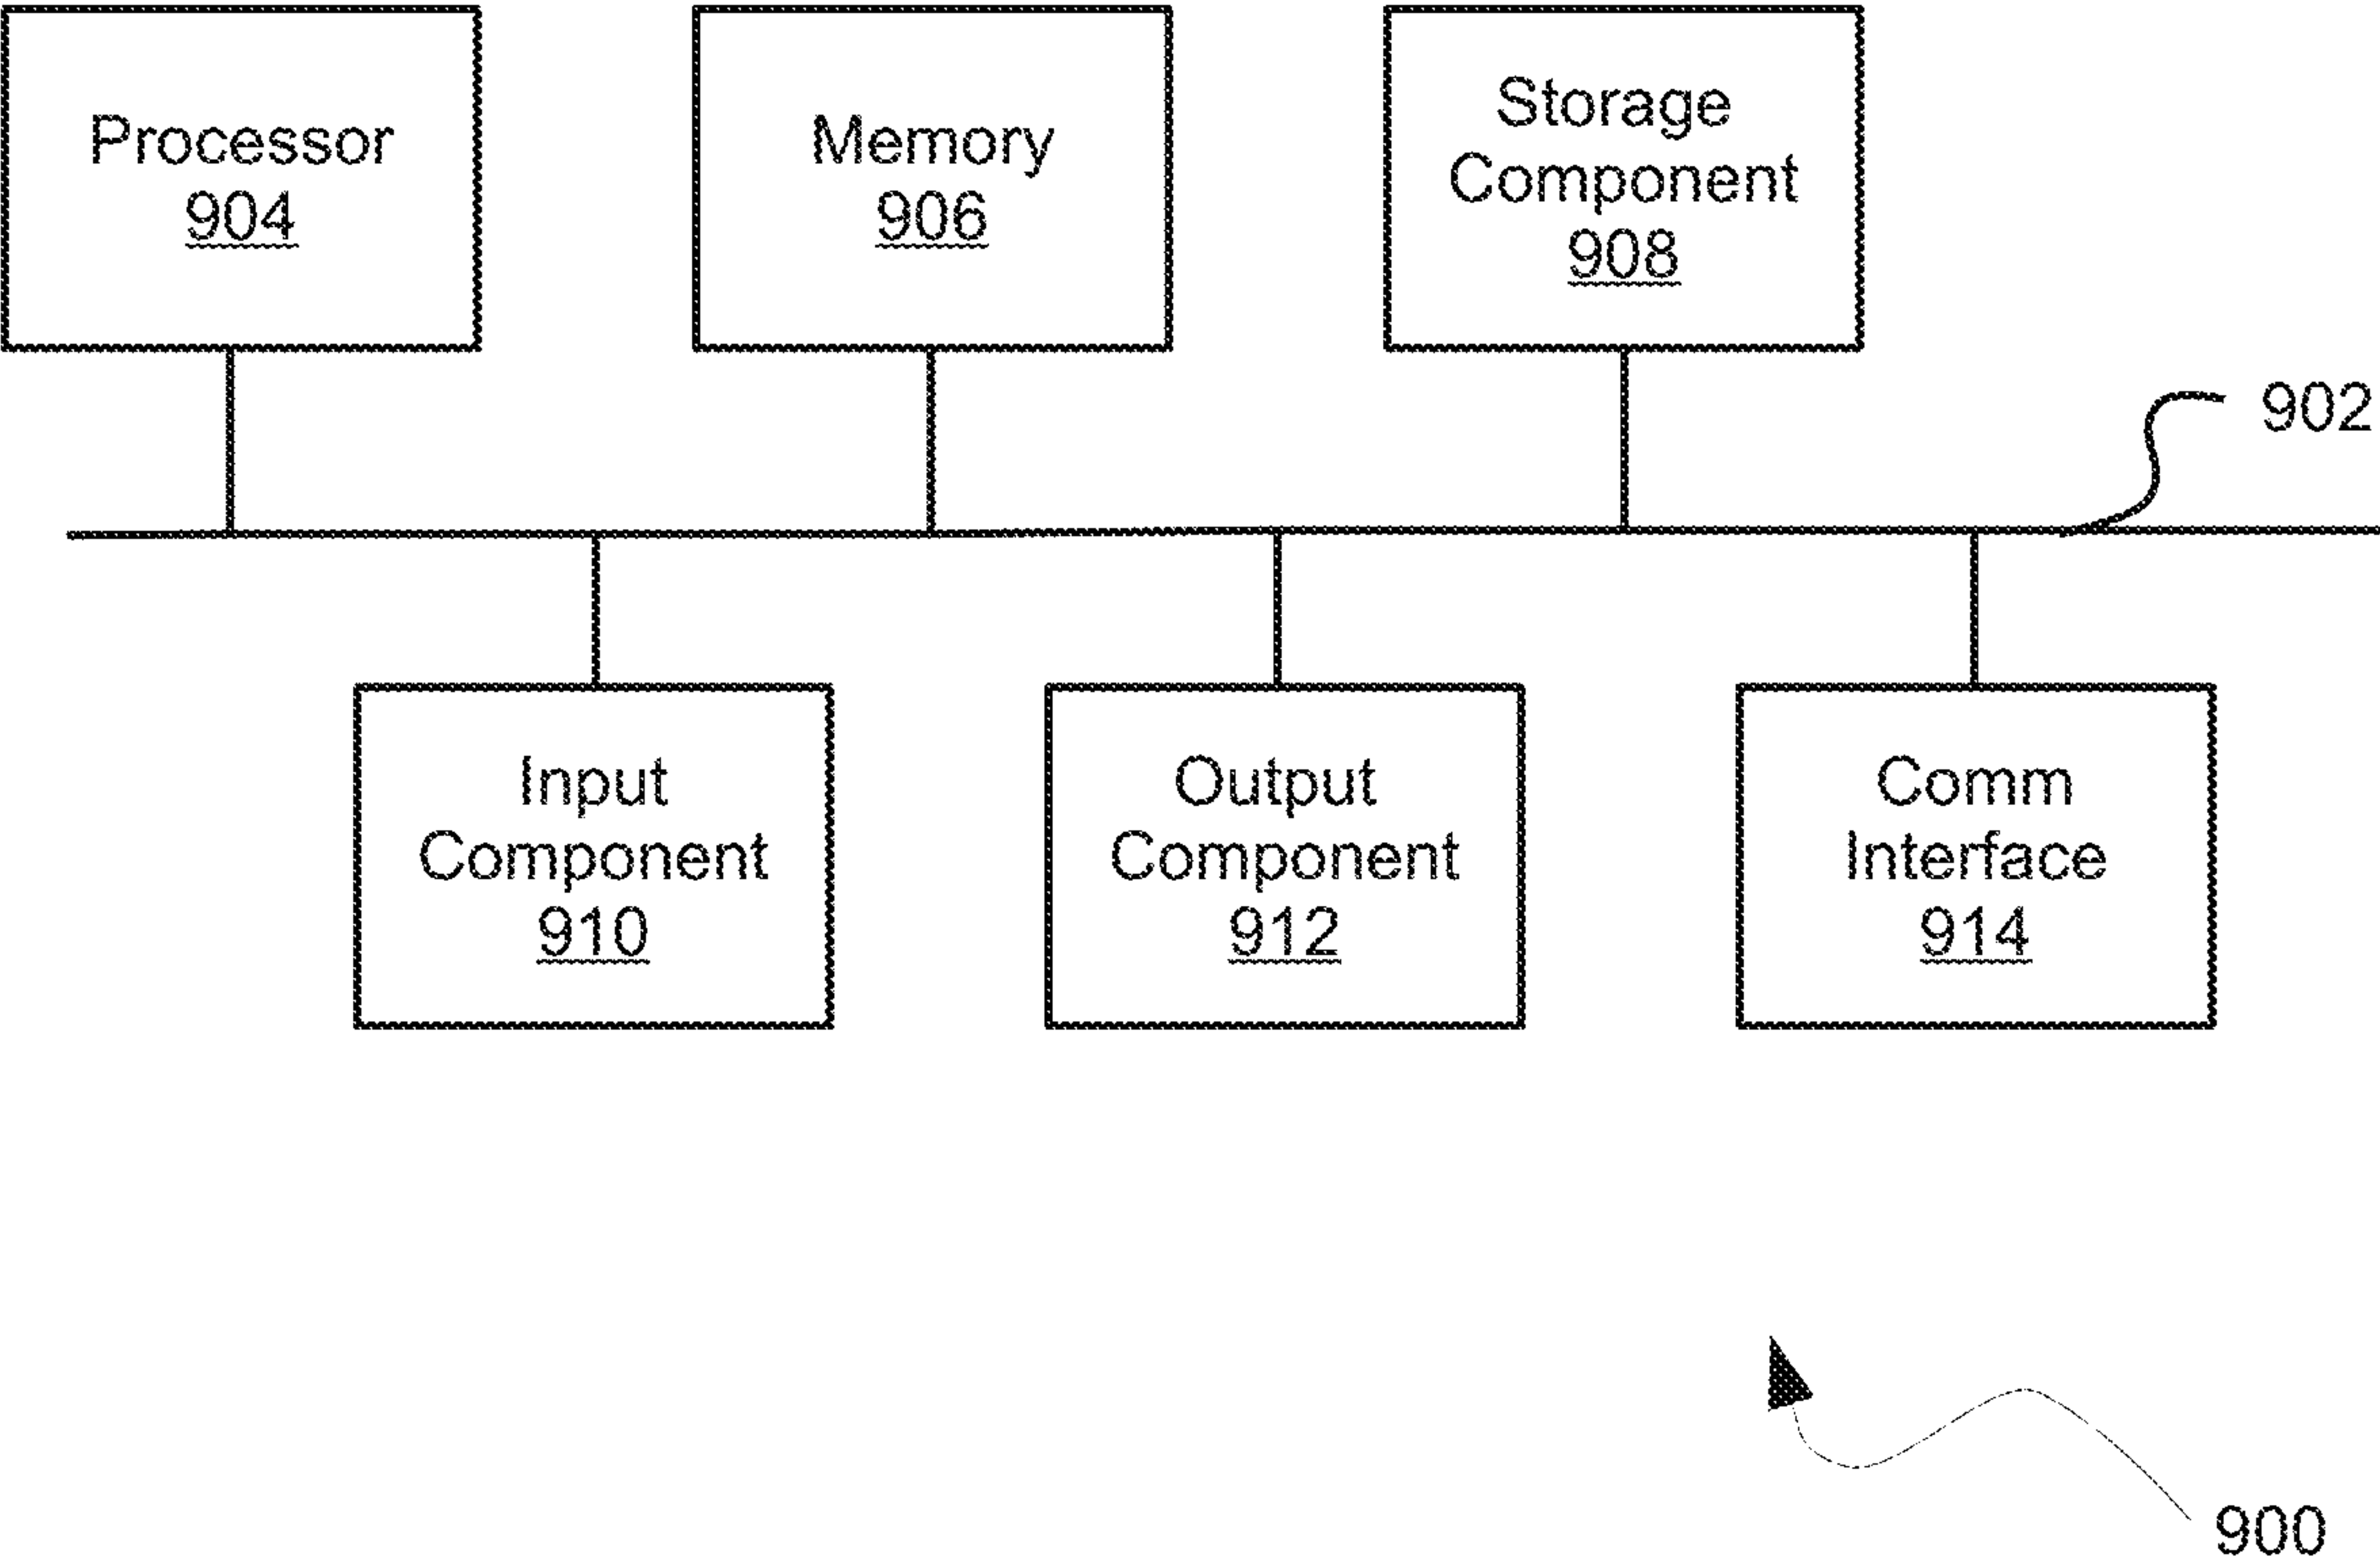 Processor
904
Memory
906
Storage
Component
908
902
Input
Component
910
Output
Component
912
Comm
Interface
914
900